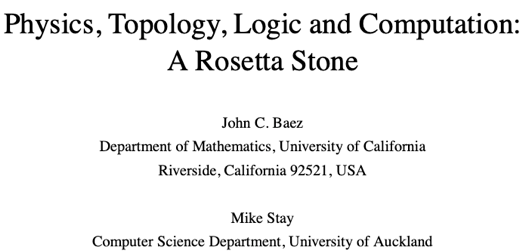 Physics, Topology, Logic and Computation:
A Rosetta Stone
John C. Baez
Department of Mathematics, University of California
Riverside, California 92521, USA
Mike Stay
Computer Science Department, University of Auckland